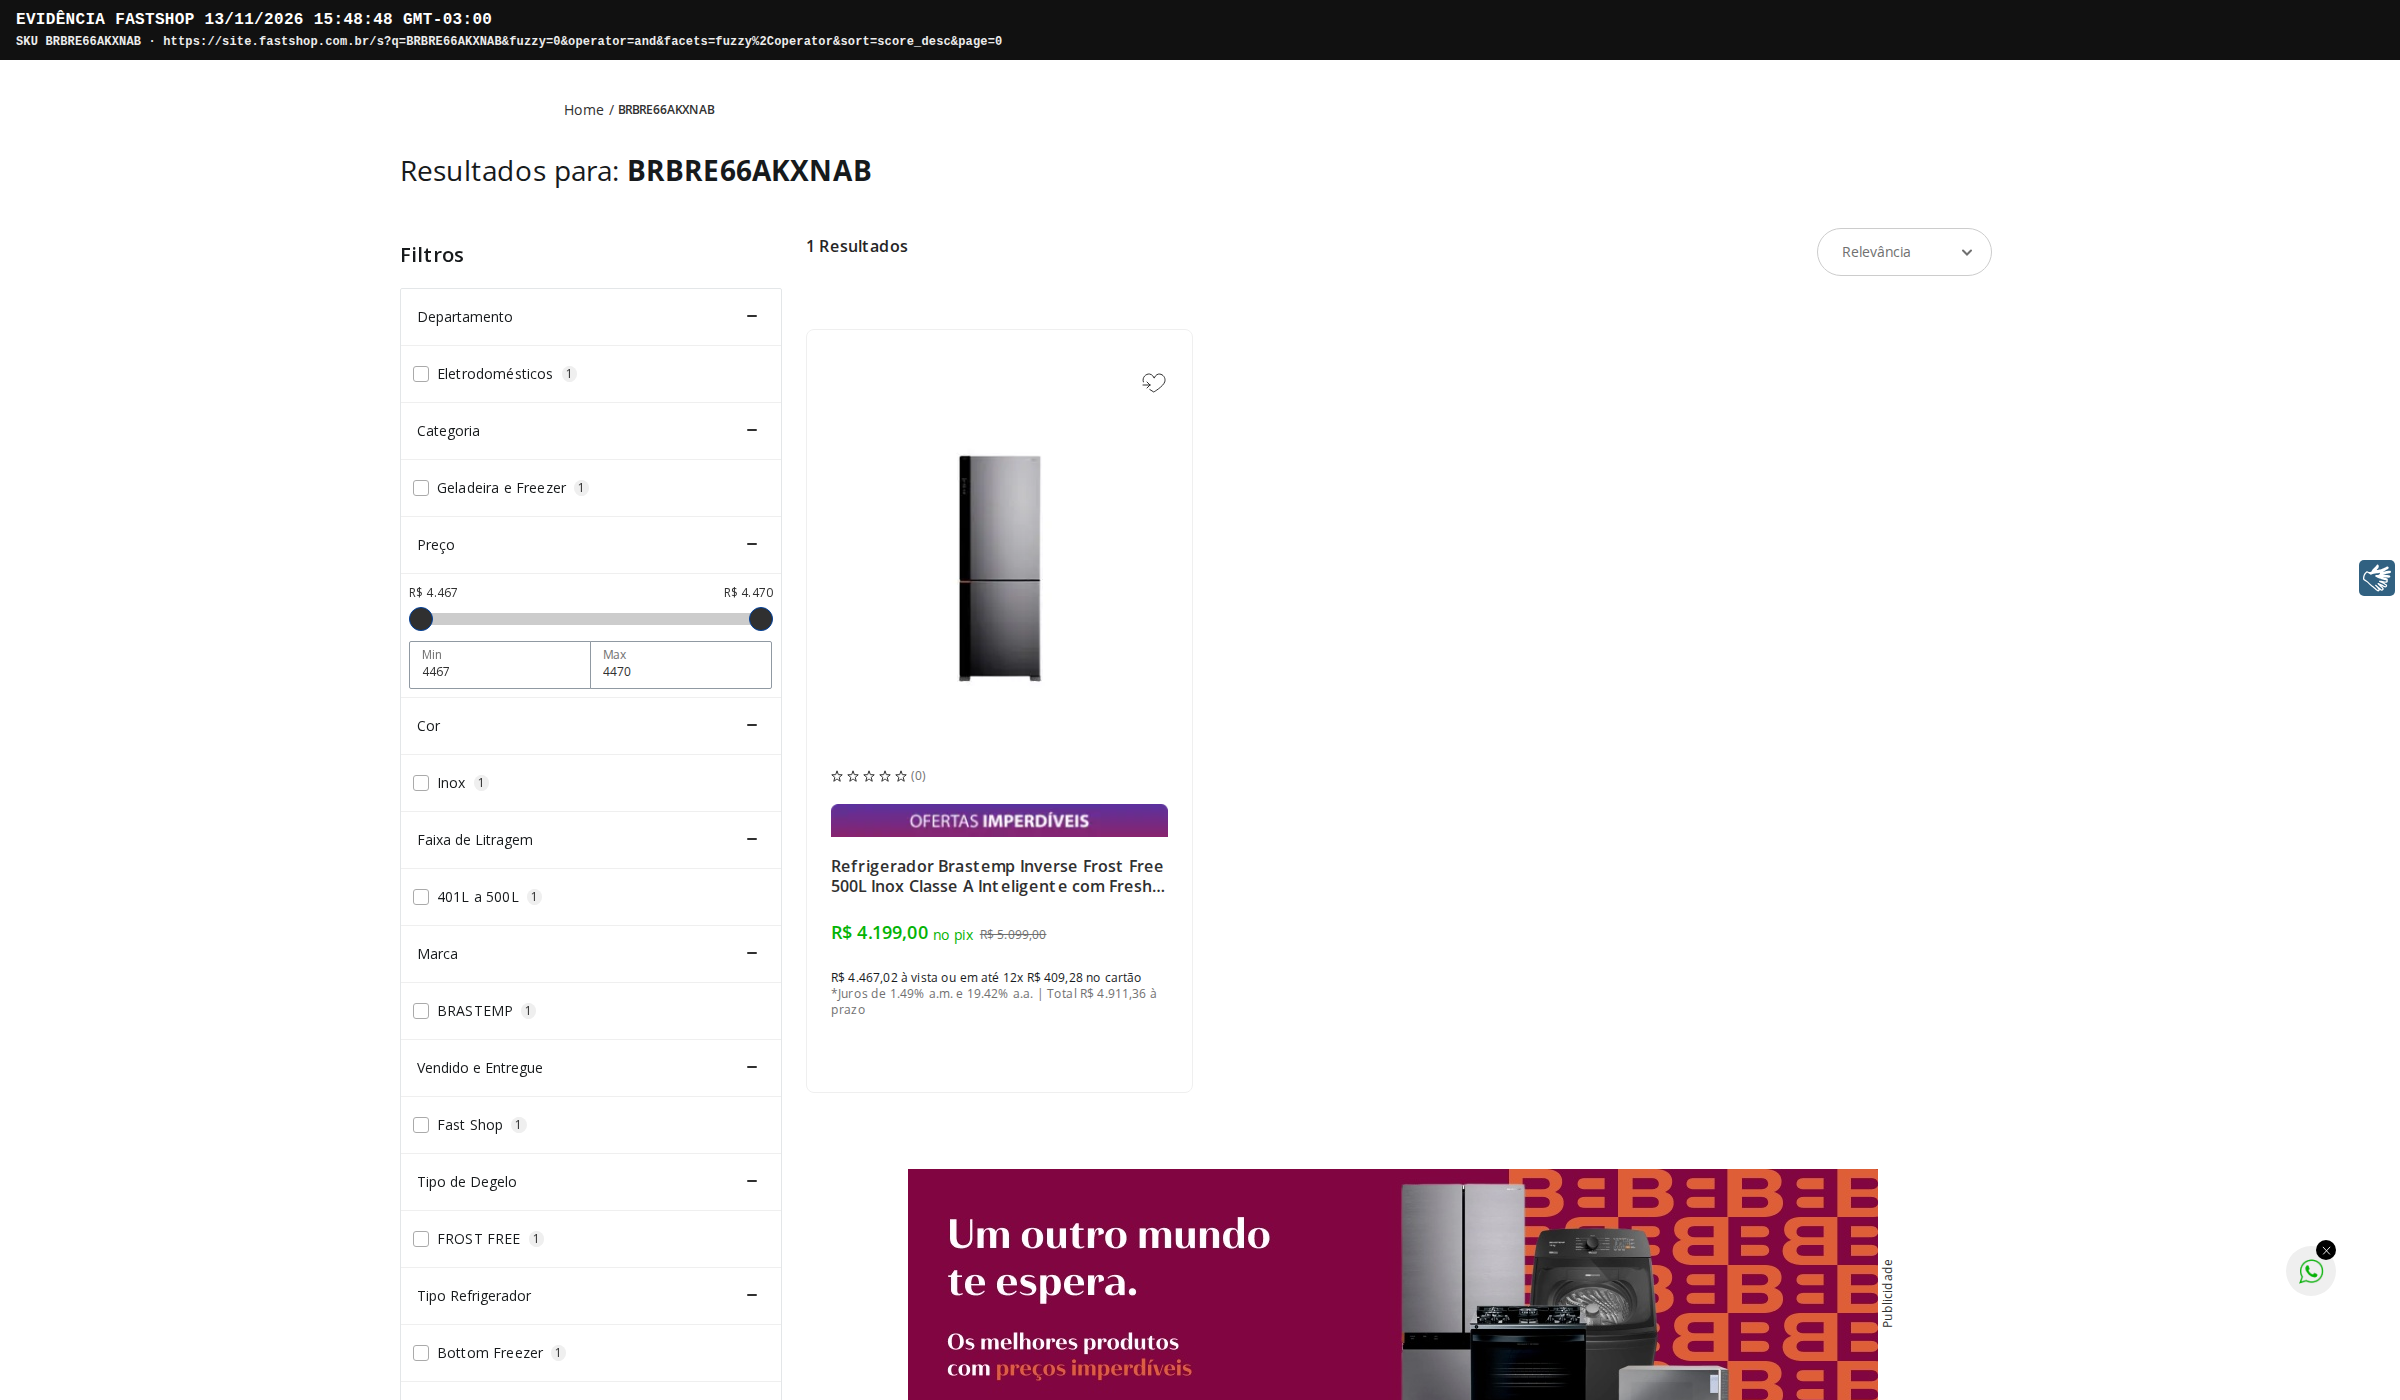 EVIDÊNCIA FASTSHOP 13/11/2026 15:48:48 GMT-03:00
SKU BRBRE66AKXNAB · https://site.fastshop.com.br/s?q=BRBRE66AKXNAB&fuzzy=0&operator=and&facets=fuzzy%2Coperator&sort=score_desc&page=0
Home / BRBRE66AKXNAB
Resultados para: BRBRE66AKXNAB
Filtros
1 Resultados
Relevância
Departamento
Eletrodomésticos 1
Categoria
Geladeira e Freezer 1
Preço
R$ 4.467 R$ 4.470
Min Max
4467 4470
Cor
Inox 1
Faixa de Litragem
401L a 500L 1
Marca
BRASTEMP 1
Vendido e Entregue
Fast Shop 1
Tipo de Degelo
FROST FREE 1
Tipo Refrigerador
Bottom Freezer 1
(0)
OFERTAS IMPERDÍVEIS
Refrigerador Brastemp Inverse Frost Free
500L Inox Classe A Inteligente com Fresh...
R$ 4.199,00 no pix R$ 5.099,00
R$ 4.467,02 à vista ou em até 12x R$ 409,28 no cartão
*Juros de 1.49% a.m. e 19.42% a.a. | Total R$ 4.911,36 à
prazo
Um outro mundo
te espera.
Os melhores produtos
com preços imperdíveis
Publicidade